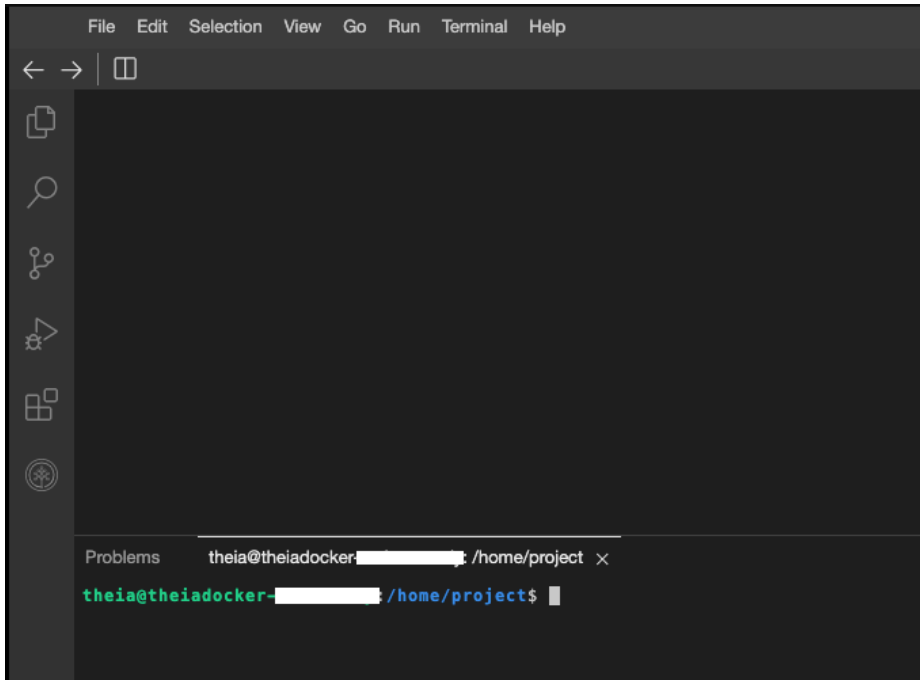 File Edit Selection View Go Run Terminal Help
Problems theia@theiadocker- : /home/project ×
theia@theiadocker- :/home/project$